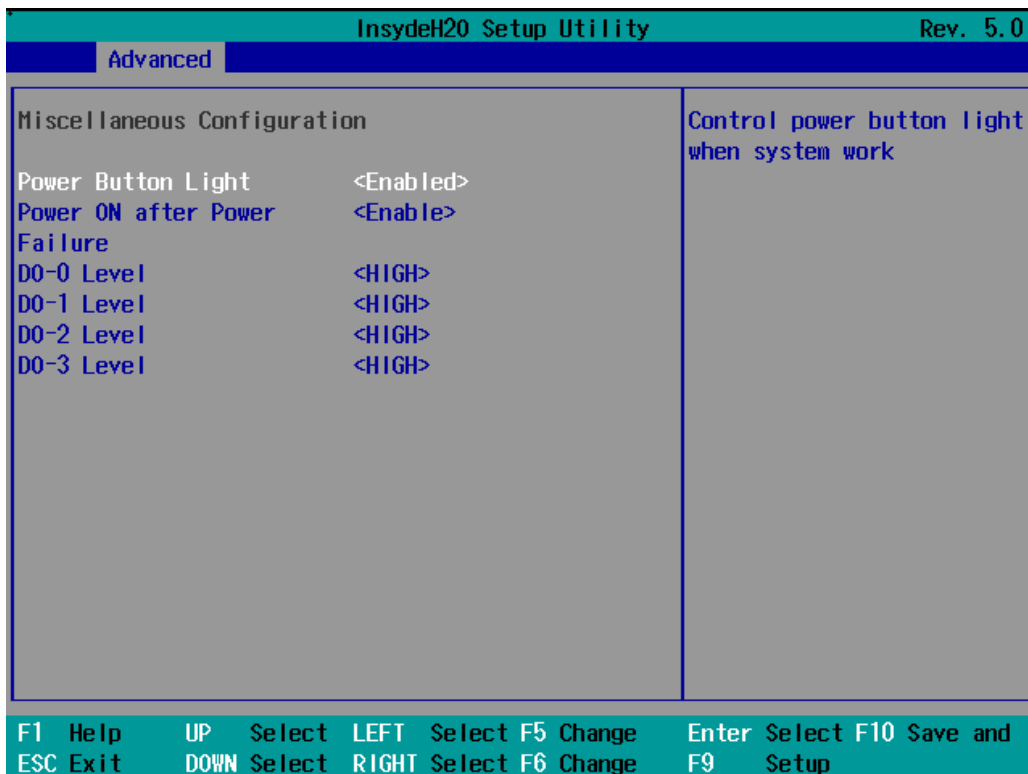 InsydeH20 Setup Utility Rev. 5.0
Advanced
Miscellaneous Configuration
Power Button Light <Enabled>
Power ON after Power <Enable>
Failure
DO-0 Level <HIGH>
DO-1 Level <HIGH>
DO-2 Level <HIGH>
DO-3 Level <HIGH>
Control power button light
when system work
F1 Help UP Select LEFT Select F5 Change Enter Select F10 Save and
ESC Exit DOWN Select RIGHT Select F6 Change F9 Setup